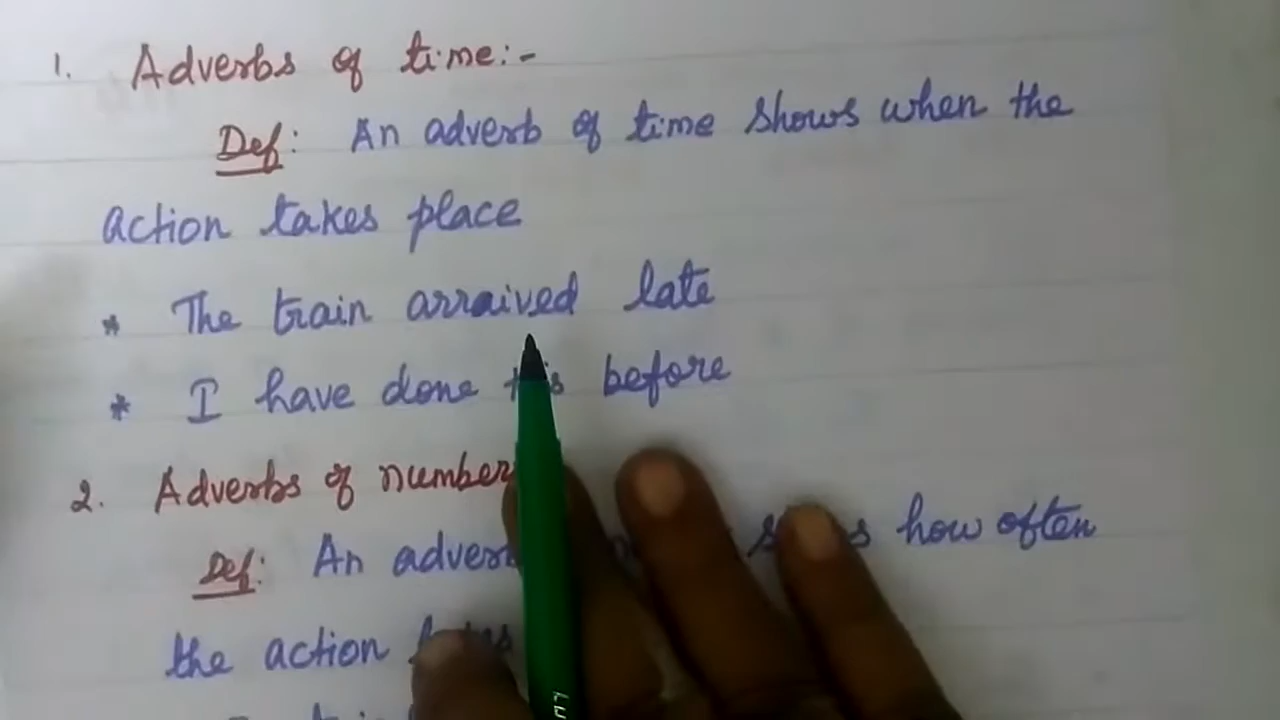 1. Adverbs of time:-
Def: An adverb of time shows when the
action takes place
* The train arraived late
* I have done before
2. Adverbs of number
Def: An how often
the action